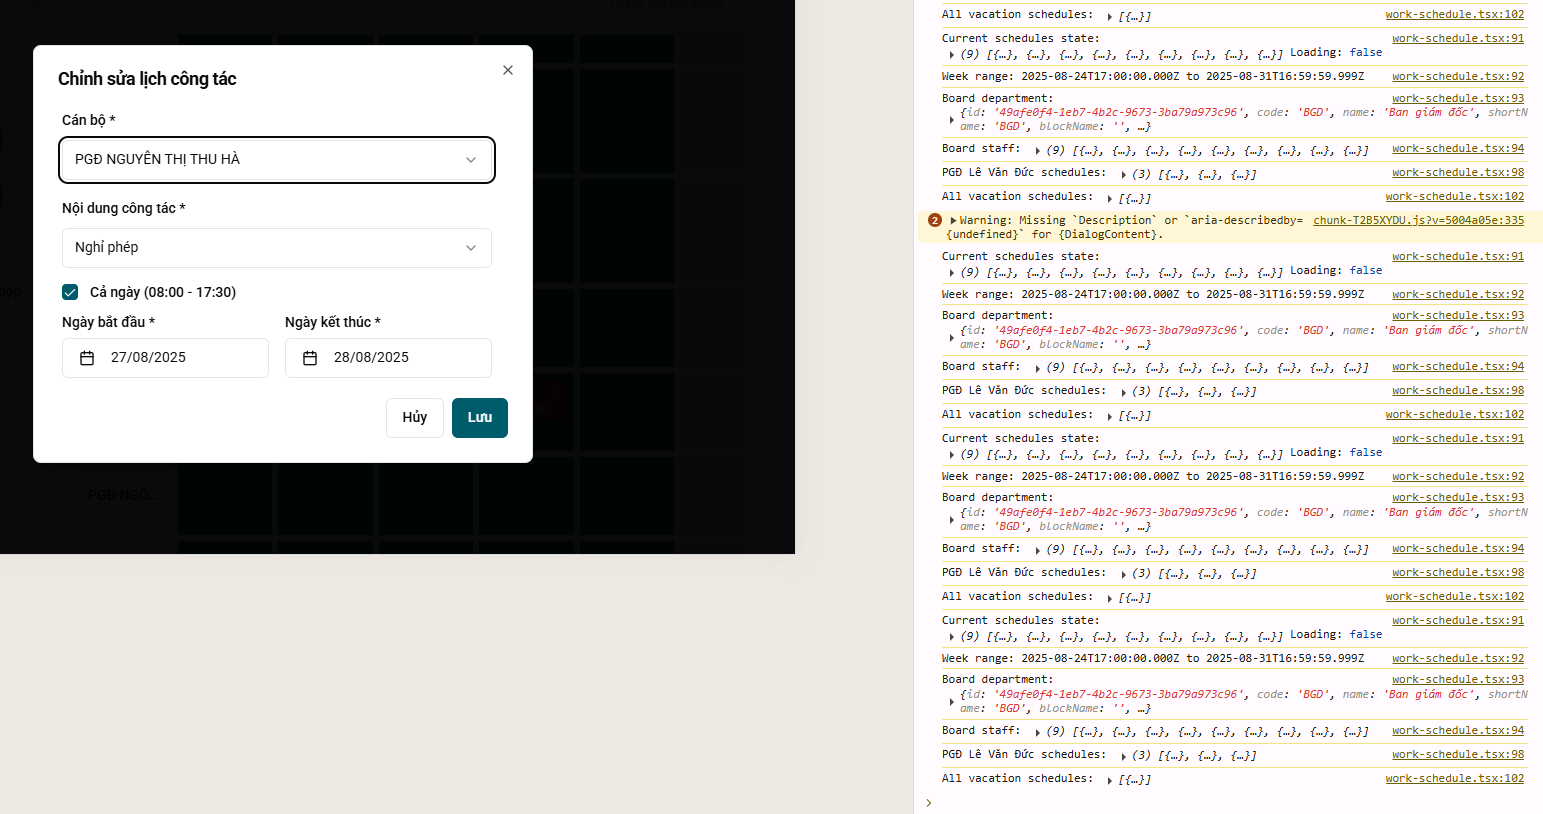 Thư ký cấp Chi nhánh
Chỉnh sửa lịch công tác
Cán bộ *
PGĐ NGUYỄN THỊ THU HÀ
Nội dung công tác *
Nghỉ phép
Cả ngày (08:00 - 17:30)
Ngày bắt đầu *
Ngày kết thúc *
27/08/2025
28/08/2025
Hủy
Lưu
PGĐ NGÔ...
All vacation schedules: ▶ [{…}] work-schedule.tsx:102
Current schedules state: work-schedule.tsx:91
▶ (9) [{…}, {…}, {…}, {…}, {…}, {…}, {…}, {…}, {…}] Loading: false
Week range: 2025-08-24T17:00:00.000Z to 2025-08-31T16:59:59.999Z work-schedule.tsx:92
Board department: work-schedule.tsx:93
▶ {id: '49afe0f4-1eb7-4b2c-9673-3ba79a973c96', code: 'BGD', name: 'Ban giám đốc', shortN
ame: 'BGD', blockName: '', …}
Board staff: ▶ (9) [{…}, {…}, {…}, {…}, {…}, {…}, {…}, {…}, {…}] work-schedule.tsx:94
PGĐ Lê Văn Đức schedules: ▶ (3) [{…}, {…}, {…}] work-schedule.tsx:98
All vacation schedules: ▶ [{…}] work-schedule.tsx:102
2 ▶ Warning: Missing `Description` or `aria-describedby= chunk-T2B5XYDU.js?v=5004a05e:335
{undefined}` for {DialogContent}.
Current schedules state: work-schedule.tsx:91
▶ (9) [{…}, {…}, {…}, {…}, {…}, {…}, {…}, {…}, {…}] Loading: false
Week range: 2025-08-24T17:00:00.000Z to 2025-08-31T16:59:59.999Z work-schedule.tsx:92
Board department: work-schedule.tsx:93
▶ {id: '49afe0f4-1eb7-4b2c-9673-3ba79a973c96', code: 'BGD', name: 'Ban giám đốc', shortN
ame: 'BGD', blockName: '', …}
Board staff: ▶ (9) [{…}, {…}, {…}, {…}, {…}, {…}, {…}, {…}, {…}] work-schedule.tsx:94
PGĐ Lê Văn Đức schedules: ▶ (3) [{…}, {…}, {…}] work-schedule.tsx:98
All vacation schedules: ▶ [{…}] work-schedule.tsx:102
Current schedules state: work-schedule.tsx:91
▶ (9) [{…}, {…}, {…}, {…}, {…}, {…}, {…}, {…}, {…}] Loading: false
Week range: 2025-08-24T17:00:00.000Z to 2025-08-31T16:59:59.999Z work-schedule.tsx:92
Board department: work-schedule.tsx:93
▶ {id: '49afe0f4-1eb7-4b2c-9673-3ba79a973c96', code: 'BGD', name: 'Ban giám đốc', shortN
ame: 'BGD', blockName: '', …}
Board staff: ▶ (9) [{…}, {…}, {…}, {…}, {…}, {…}, {…}, {…}, {…}] work-schedule.tsx:94
PGĐ Lê Văn Đức schedules: ▶ (3) [{…}, {…}, {…}] work-schedule.tsx:98
All vacation schedules: ▶ [{…}] work-schedule.tsx:102
Current schedules state: work-schedule.tsx:91
▶ (9) [{…}, {…}, {…}, {…}, {…}, {…}, {…}, {…}, {…}] Loading: false
Week range: 2025-08-24T17:00:00.000Z to 2025-08-31T16:59:59.999Z work-schedule.tsx:92
Board department: work-schedule.tsx:93
▶ {id: '49afe0f4-1eb7-4b2c-9673-3ba79a973c96', code: 'BGD', name: 'Ban giám đốc', shortN
ame: 'BGD', blockName: '', …}
Board staff: ▶ (9) [{…}, {…}, {…}, {…}, {…}, {…}, {…}, {…}, {…}] work-schedule.tsx:94
PGĐ Lê Văn Đức schedules: ▶ (3) [{…}, {…}, {…}] work-schedule.tsx:98
All vacation schedules: ▶ [{…}] work-schedule.tsx:102